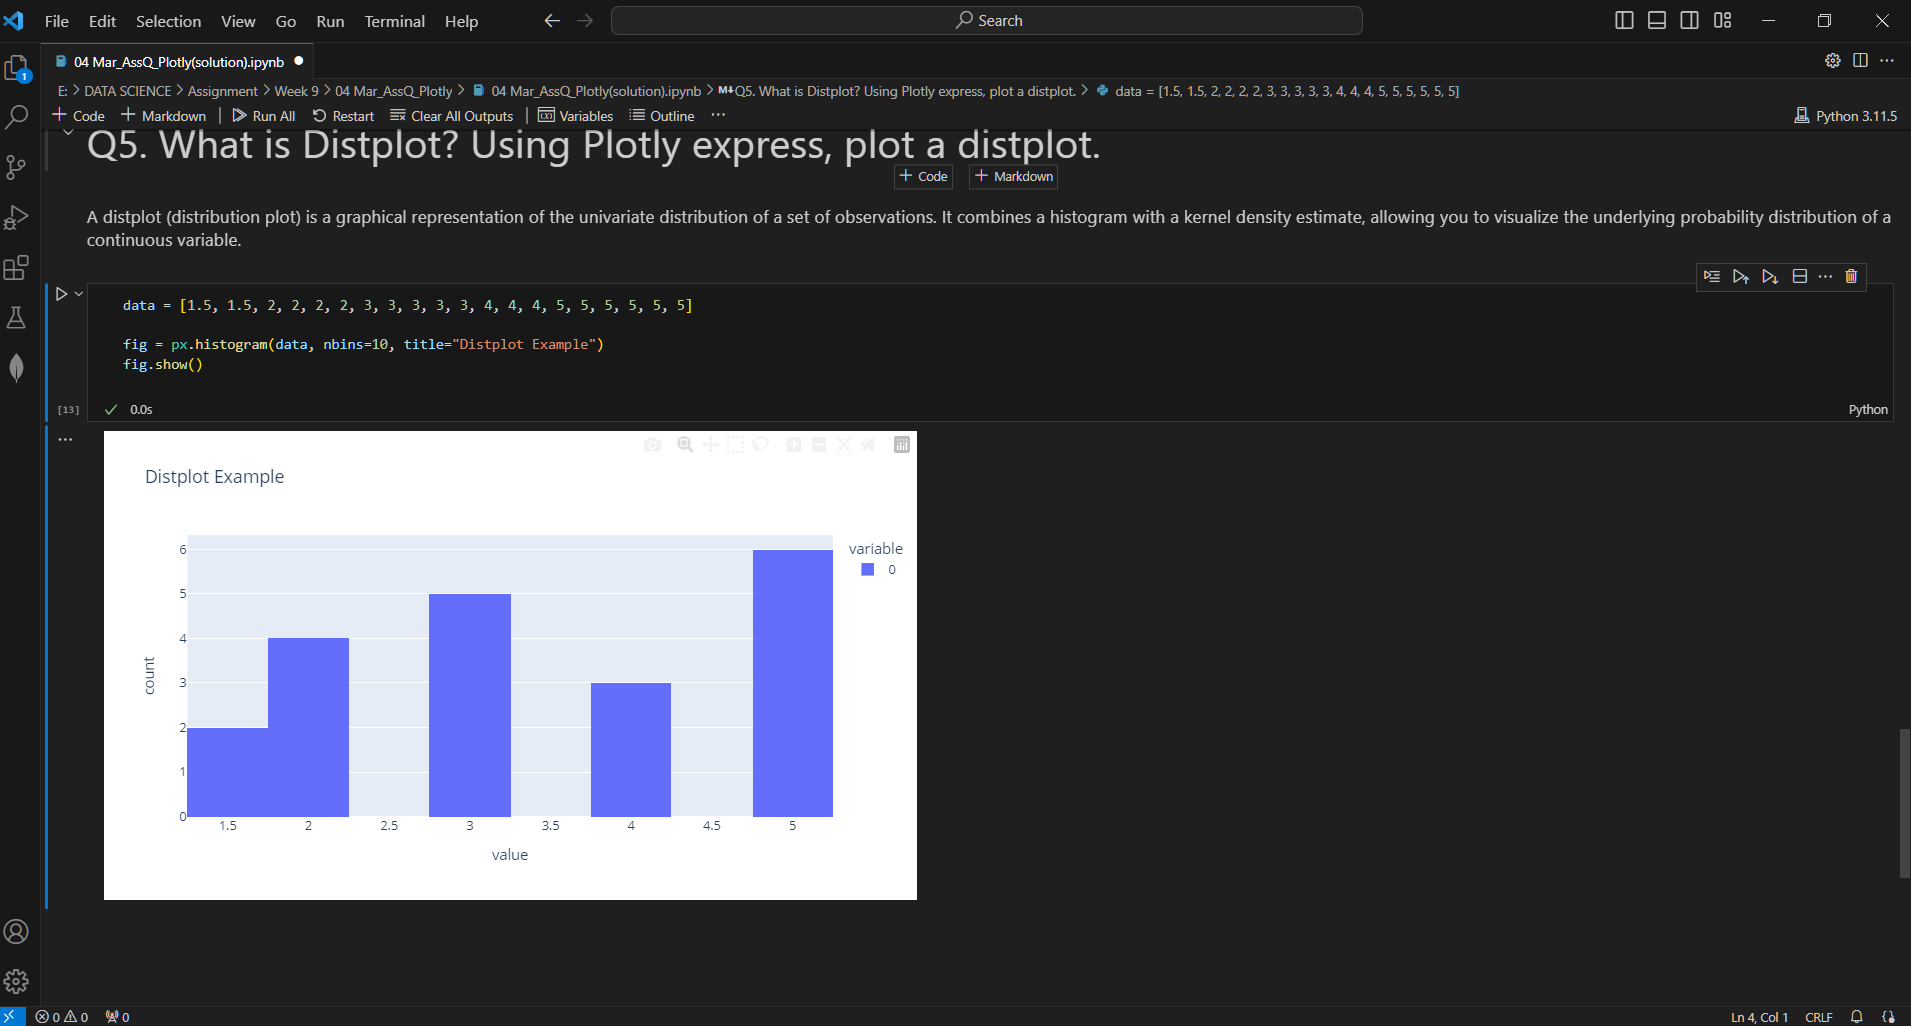 File Edit Selection View Go Run Terminal Help Search
04 Mar_AssQ_Plotly(solution).ipynb
1
E: > DATA SCIENCE > Assignment > Week 9 > 04 Mar_AssQ_Plotly > 04 Mar_AssQ_Plotly(solution).ipynb > M↓Q5. What is Distplot? Using Plotly express, plot a distplot. > data = [1.5, 1.5, 2, 2, 2, 2, 3, 3, 3, 3, 3, 4, 4, 4, 5, 5, 5, 5, 5, 5]
+ Code + Markdown Run All Restart Clear All Outputs Variables Outline ... Python 3.11.5
Q5. What is Distplot? Using Plotly express, plot a distplot.
+ Code + Markdown
A distplot (distribution plot) is a graphical representation of the univariate distribution of a set of observations. It combines a histogram with a kernel density estimate, allowing you to visualize the underlying probability distribution of a
continuous variable.
data = [1.5, 1.5, 2, 2, 2, 2, 3, 3, 3, 3, 3, 4, 4, 4, 5, 5, 5, 5, 5, 5]
fig = px.histogram(data, nbins=10, title="Distplot Example")
fig.show()
[13] 0.0s Python
Distplot Example
variable
0
count
6
5
4
3
2
1
0
1.5 2 2.5 3 3.5 4 4.5 5
value
0 0 0 Ln 4, Col 1 CRLF